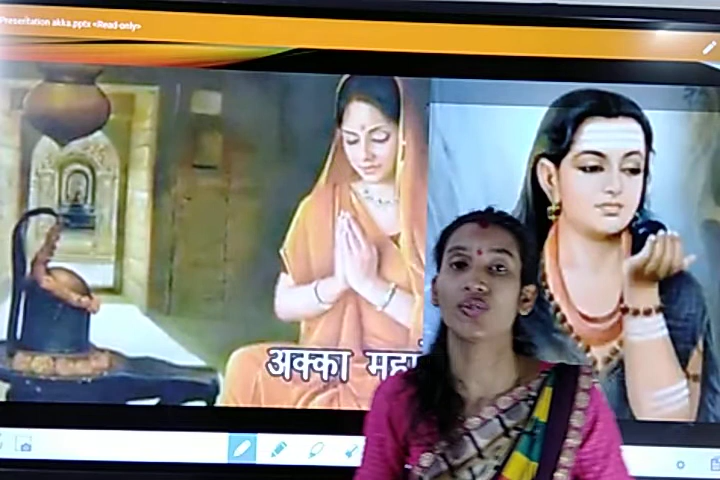 Presentation akka.pptx <Read-only>
अक्का